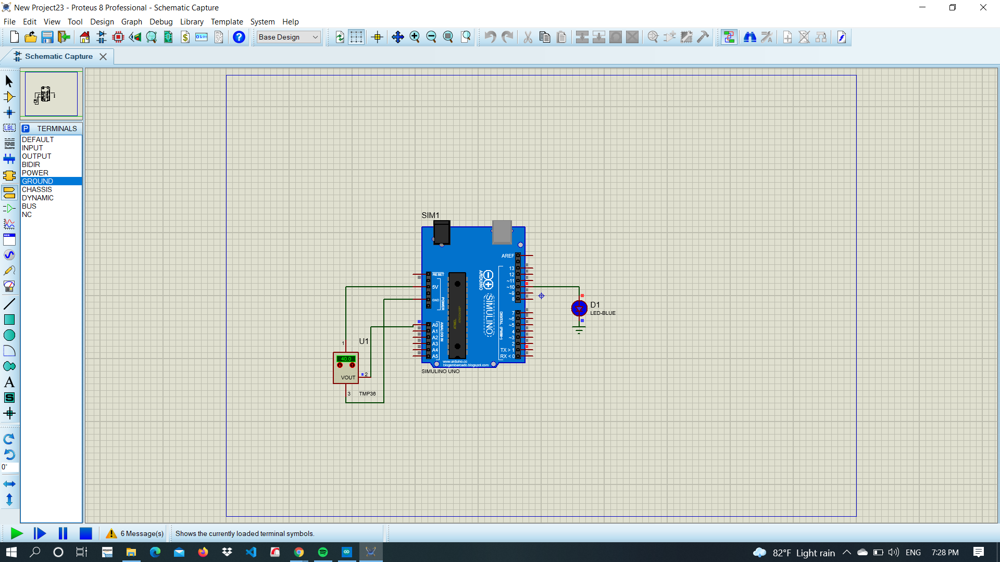 New Project23 - Proteus 8 Professional - Schematic Capture
File Edit View Tool Design Graph Debug Library Template System Help
Base Design
Schematic Capture
P TERMINALS
LBL
DEFAULT
INPUT
OUTPUT
BIDIR
POWER
GROUND
CHASSIS
DYNAMIC
BUS
NC
A
S
0°
SIM1
AREF
13
12
~11
~10
~9
8
7
~6
~5
4
~3
2
TX > 1
RX < 0
RESET
5V
GND
POWER
A0
A1
A2
A3
A4
A5
ANALOG IN
ARDUINO
SIMULINO
DIGITAL (PWM~)
ATMEL
www.arduino.cc
blogembarcado.blogspot.com
SIMULINO UNO
D1
LED-BLUE
U1
1
40.0
VOUT
2
3
TMP36
6 Message(s) Shows the currently loaded terminal symbols.
82°F Light rain ENG 7:28 PM